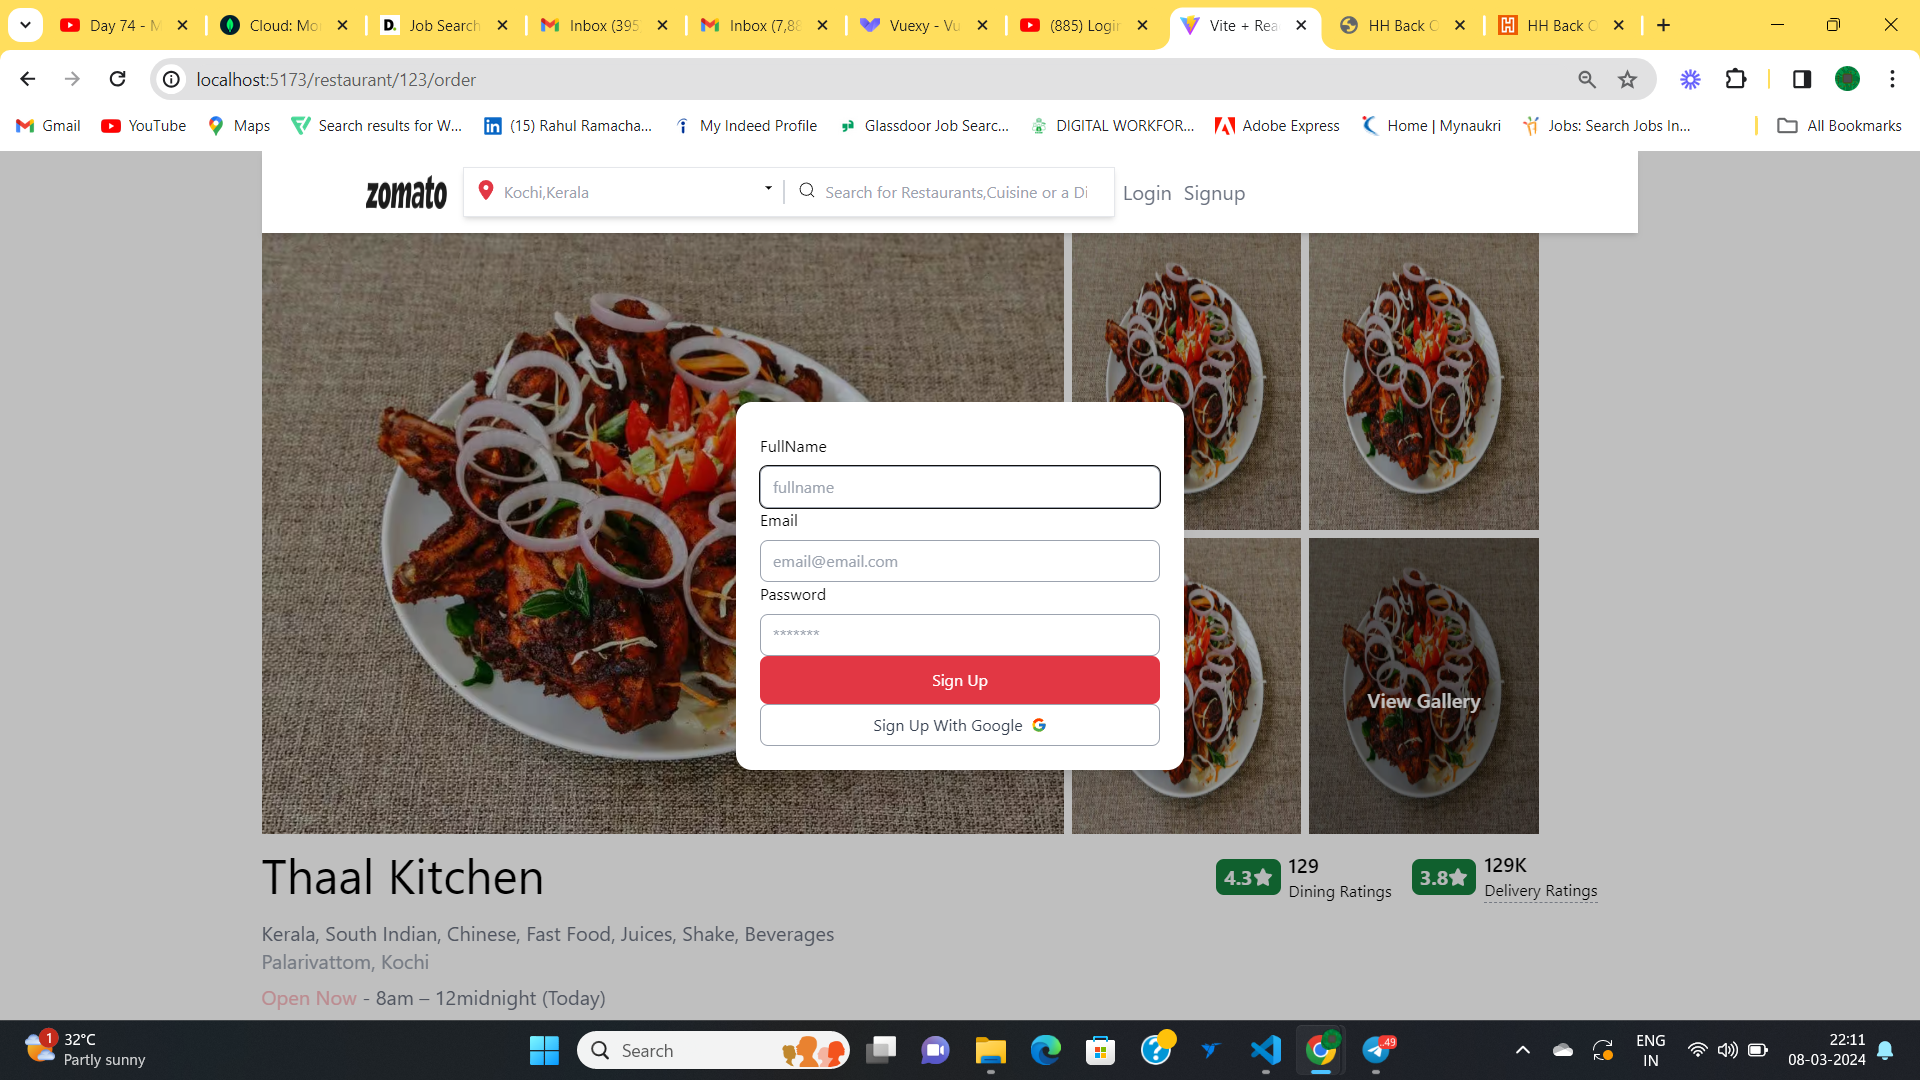 Day 74 - M
Cloud: Mon
Job Search
Inbox (395
Inbox (7,88
Vuexy - Vu
(885) Login
Vite + Rea
HH Back O
HH Back O
localhost:5173/restaurant/123/order
Gmail
YouTube
Maps
Search results for W...
(15) Rahul Ramacha...
My Indeed Profile
Glassdoor Job Searc...
DIGITAL WORKFOR...
Adobe Express
Home | Mynaukri
Jobs: Search Jobs In...
All Bookmarks
zomato
Kochi,Kerala
Search for Restaurants,Cuisine or a Di
Login
Signup
FullName
fullname
Email
email@email.com
Password
*******
Sign Up
Sign Up With Google
View Gallery
Thaal Kitchen
4.3
129
Dining Ratings
3.8
129K
Delivery Ratings
Kerala, South Indian, Chinese, Fast Food, Juices, Shake, Beverages
Palarivattom, Kochi
Open Now - 8am – 12midnight (Today)
1
32°C
Partly sunny
Search
49
ENG
IN
22:11
08-03-2024